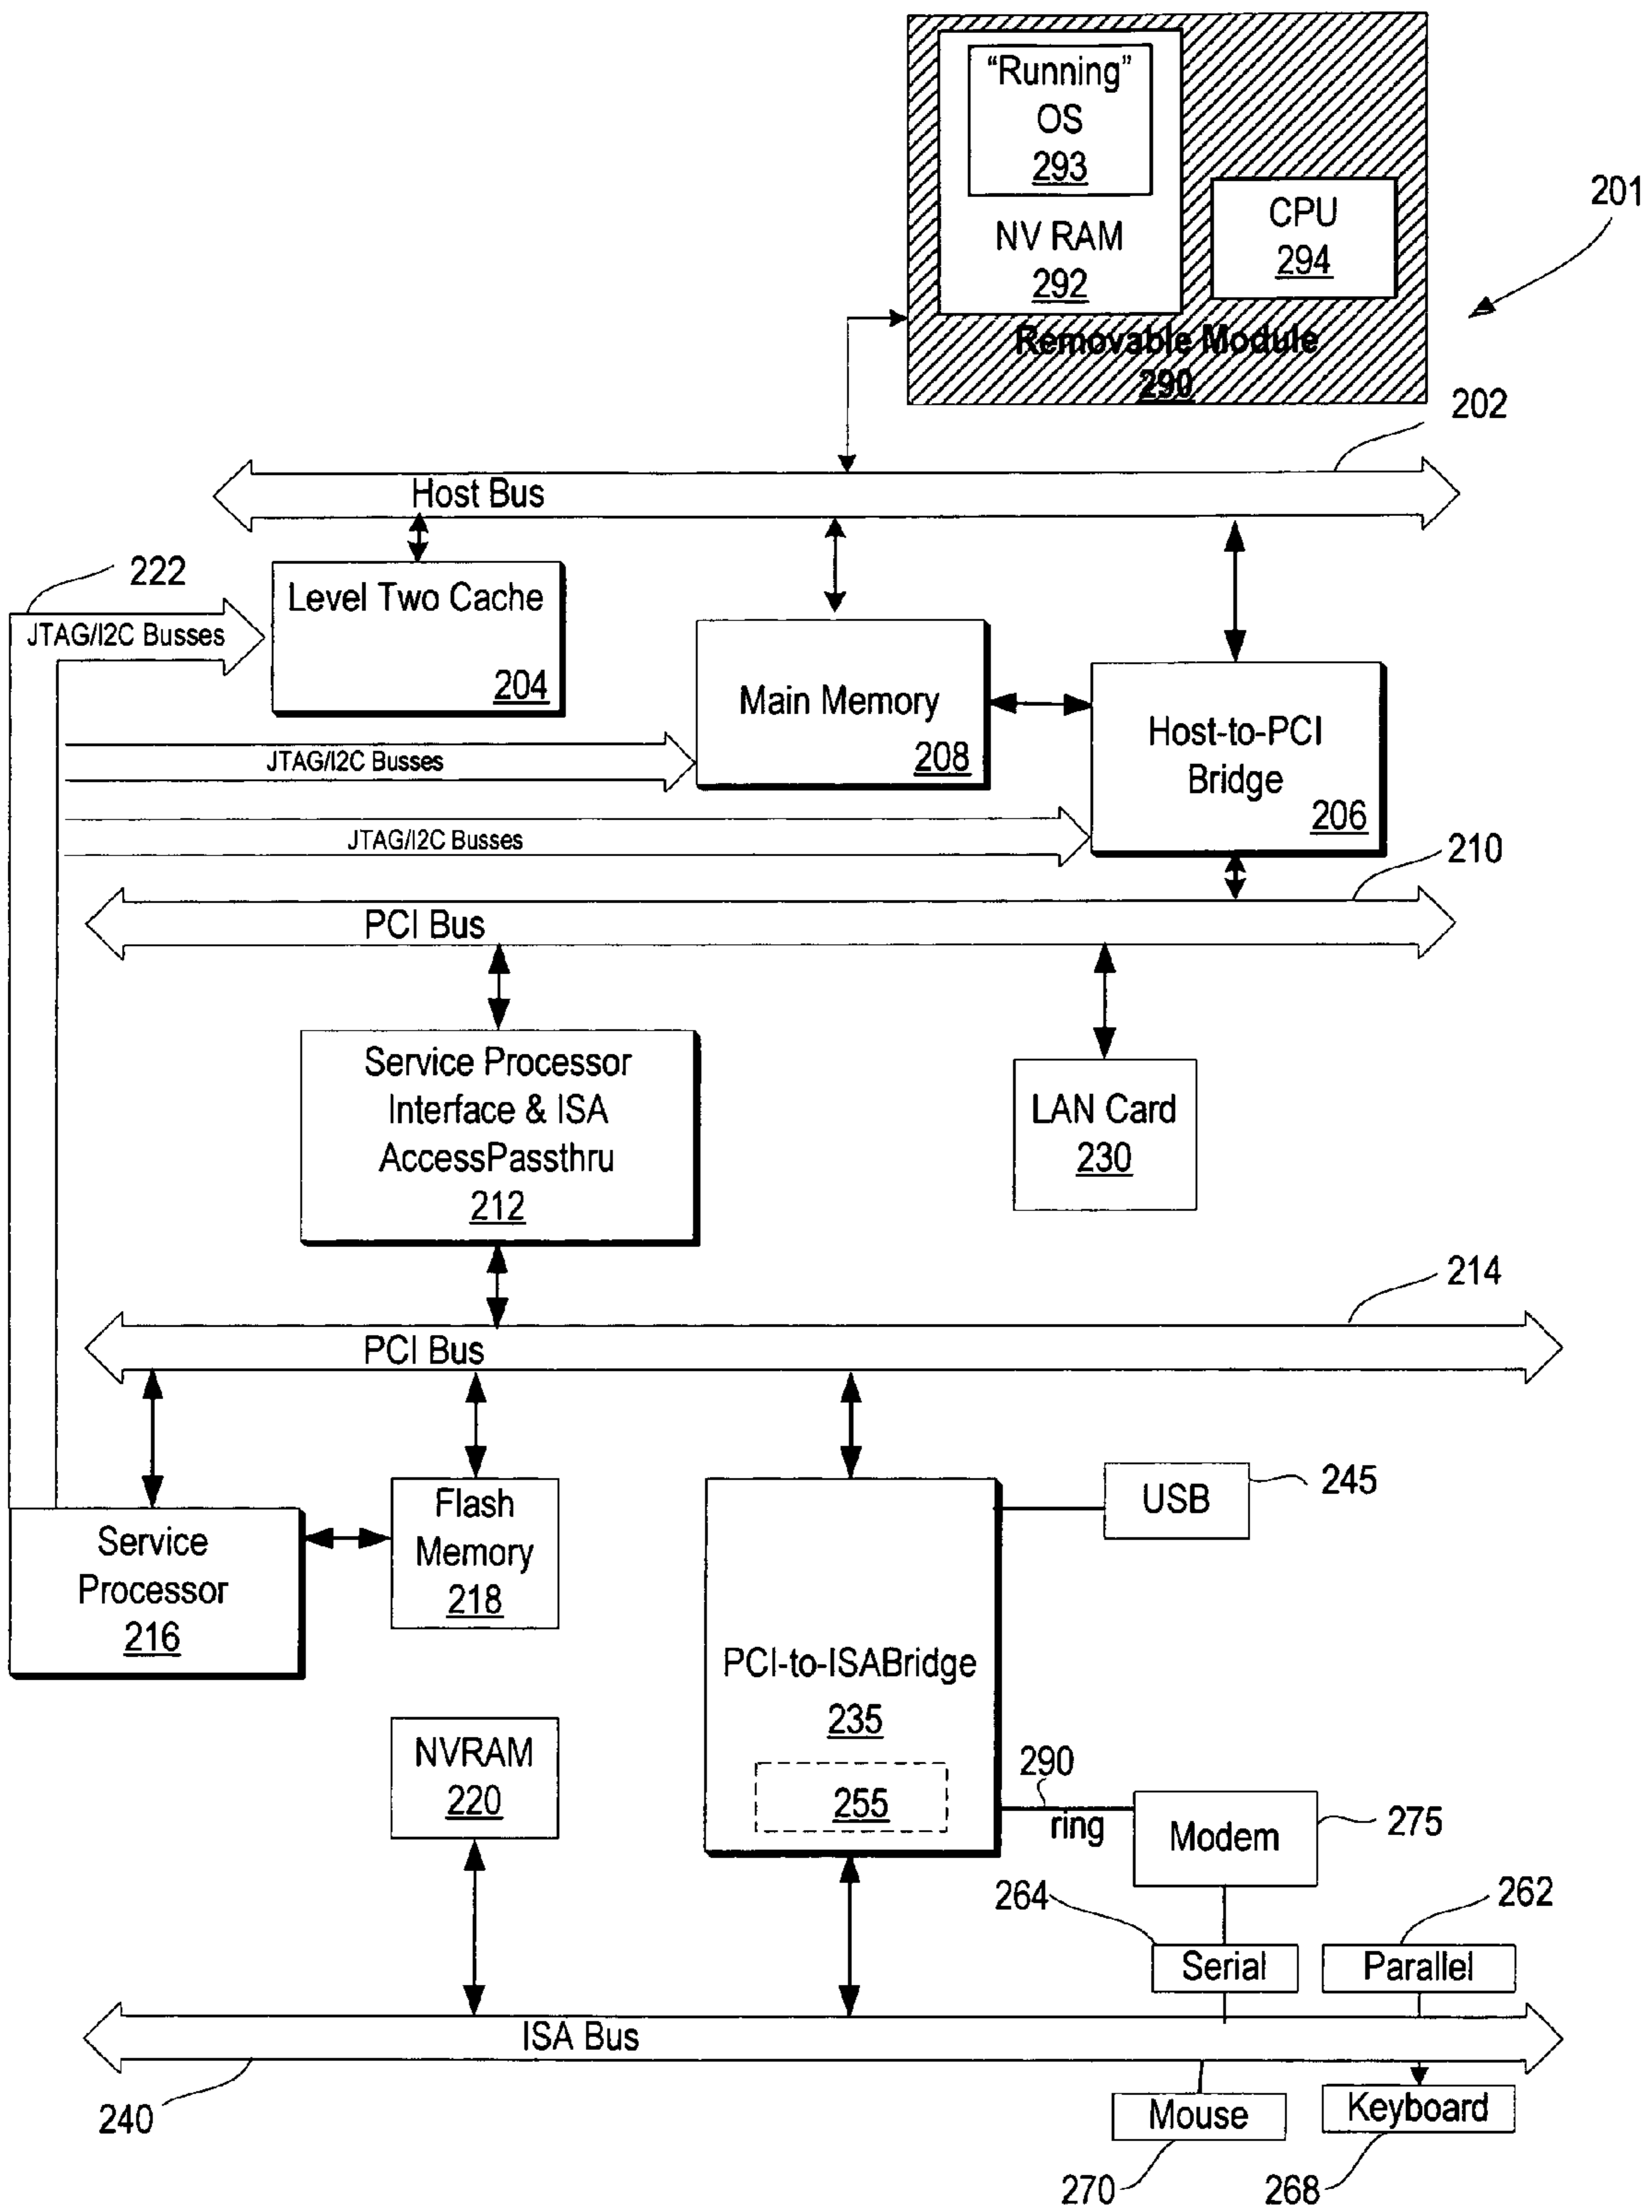 “Running”
OS
293
NV RAM
292
CPU
294
Removable Module
290
201
202
Host Bus
222
JTAG/I2C Busses
Level Two Cache
204
Main Memory
208
Host-to-PCI
Bridge
206
JTAG/I2C Busses
JTAG/I2C Busses
210
PCI Bus
Service Processor
Interface & ISA
AccessPassthru
212
LAN Card
230
214
PCI Bus
Service
Processor
216
Flash
Memory
218
USB
245
PCI-to-ISABridge
235
255
NVRAM
220
290
ring
Modem
275
264
262
Serial
Parallel
ISA Bus
240
Mouse
Keyboard
270
268